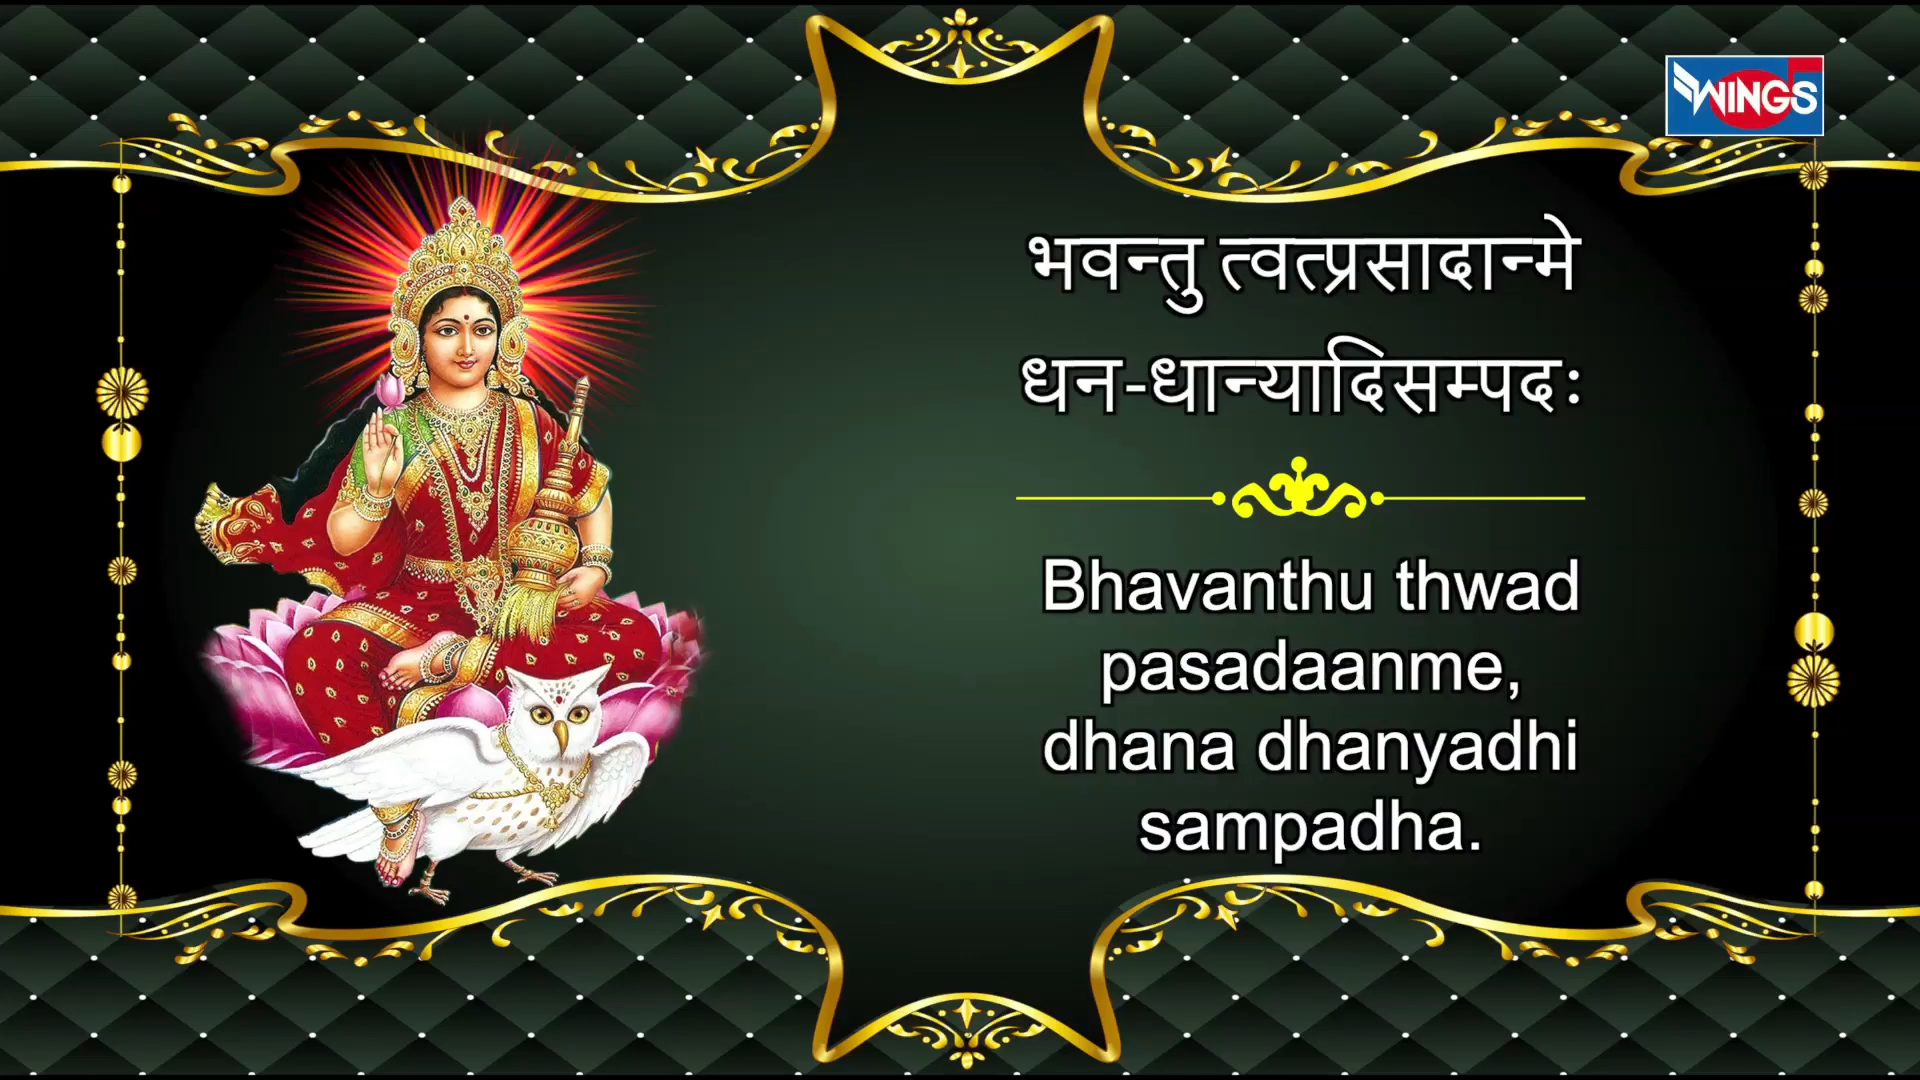 WINGS
भवन्तु त्वत्प्रसादान्मे
धन-धान्यादिसम्पदः
Bhavanthu thwad
pasadaanme,
dhana dhanyadhi
sampadha.